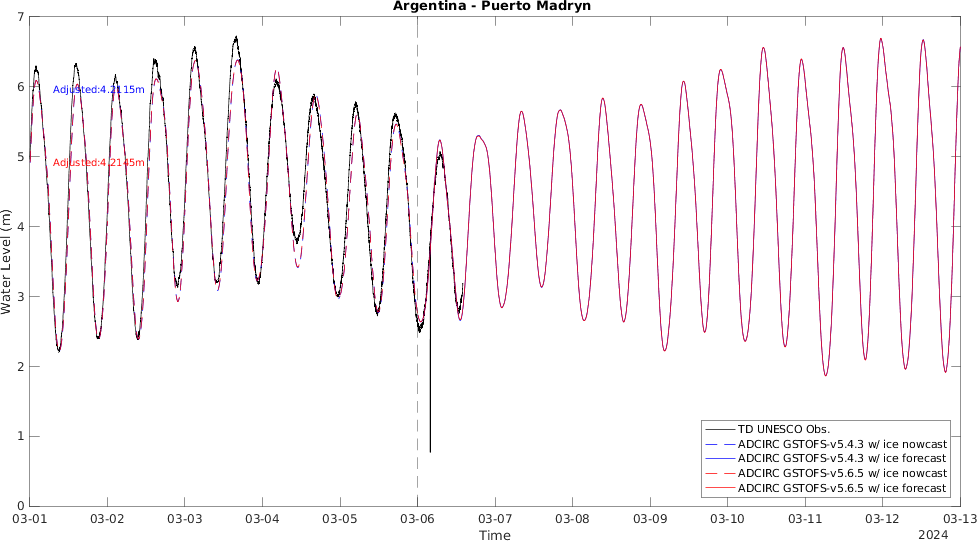 Argentina - Puerto Madryn
7
6
5
4
3
2
1
0
Water Level (m)
Adjusted:4.2115m
Adjusted:4.2145m
TD UNESCO Obs.
ADCIRC GSTOFS-v5.4.3 w/ ice nowcast
ADCIRC GSTOFS-v5.4.3 w/ ice forecast
ADCIRC GSTOFS-v5.6.5 w/ ice nowcast
ADCIRC GSTOFS-v5.6.5 w/ ice forecast
03-01 03-02 03-03 03-04 03-05 03-06 03-07 03-08 03-09 03-10 03-11 03-12 03-13
Time
2024